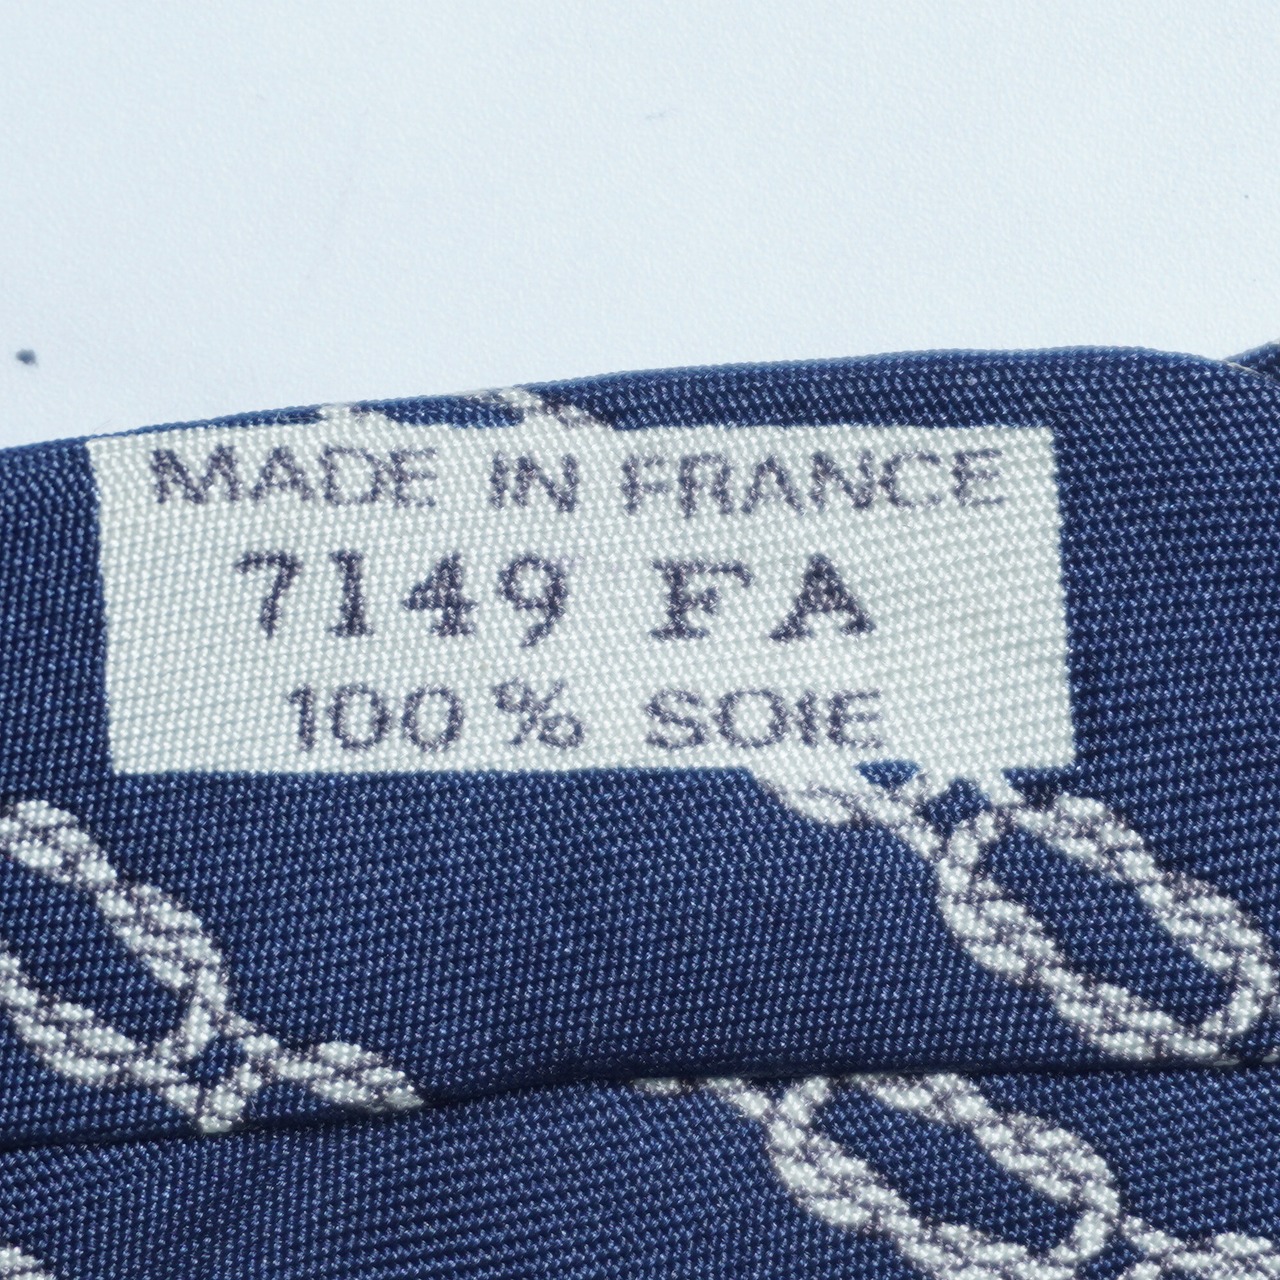 MADE IN FRANCE
7149 FA
100% SOIE